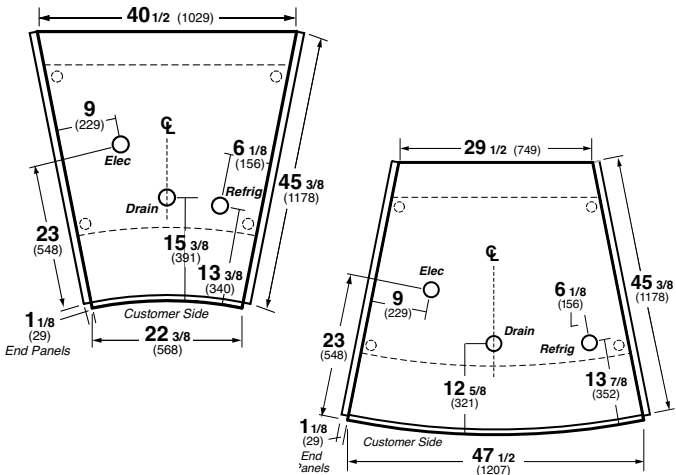 40 1/2 (1029)
9
(229)
Elec
℄
6 1/8
(156)
Refrig
Drain
45 3/8
(1178)
23
(548)
15 3/8
(391)
13 3/8
(340)
1 1/8
(29)
End Panels
Customer Side
22 3/8
(568)
29 1/2 (749)
℄
Elec
9
(229)
6 1/8
(156)
45 3/8
(1178)
Drain
Refrig
23
(548)
12 5/8
(321)
13 7/8
(352)
1 1/8
(29)
End
anels
Customer Side
47 1/2
(1207)